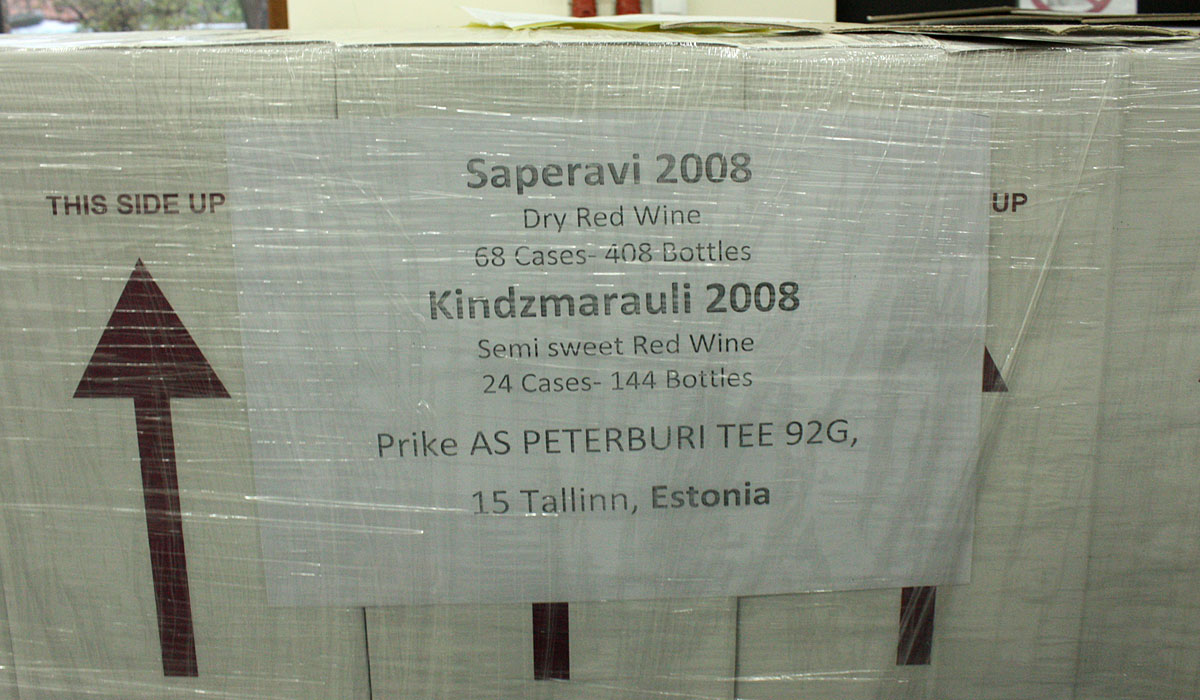 THIS SIDE UP
Saperavi 2008
Dry Red Wine
68 Cases- 408 Bottles
Kindzmarauli 2008
Semi sweet Red Wine
24 Cases- 144 Bottles
Prike AS PETERBURI TEE 92G,
15 Tallinn, Estonia
UP